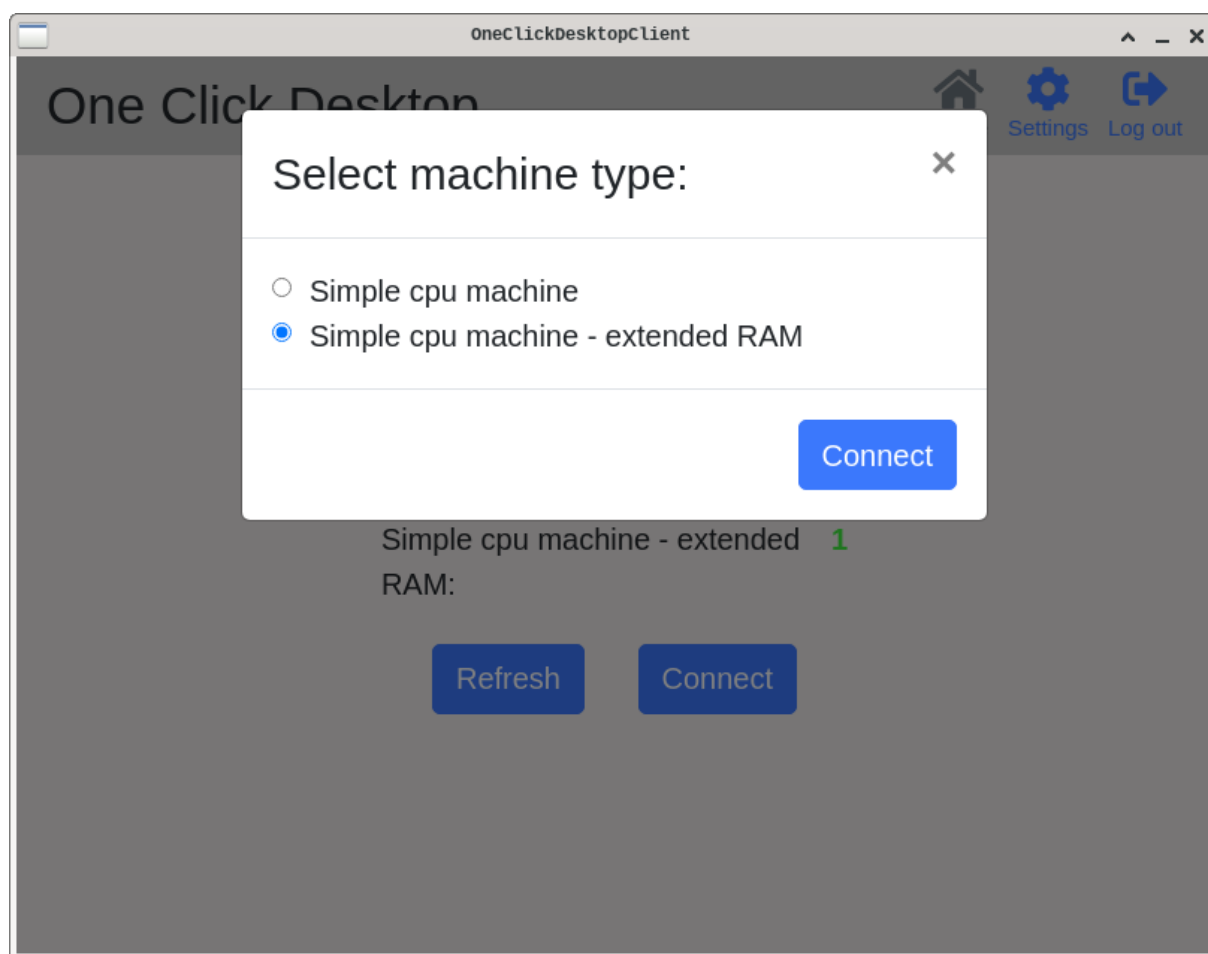 OneClickDesktopClient
One Click Desktop
Settings Log out
Select machine type:
Simple cpu machine
Simple cpu machine - extended RAM
Connect
Simple cpu machine - extended 1
RAM:
Refresh Connect